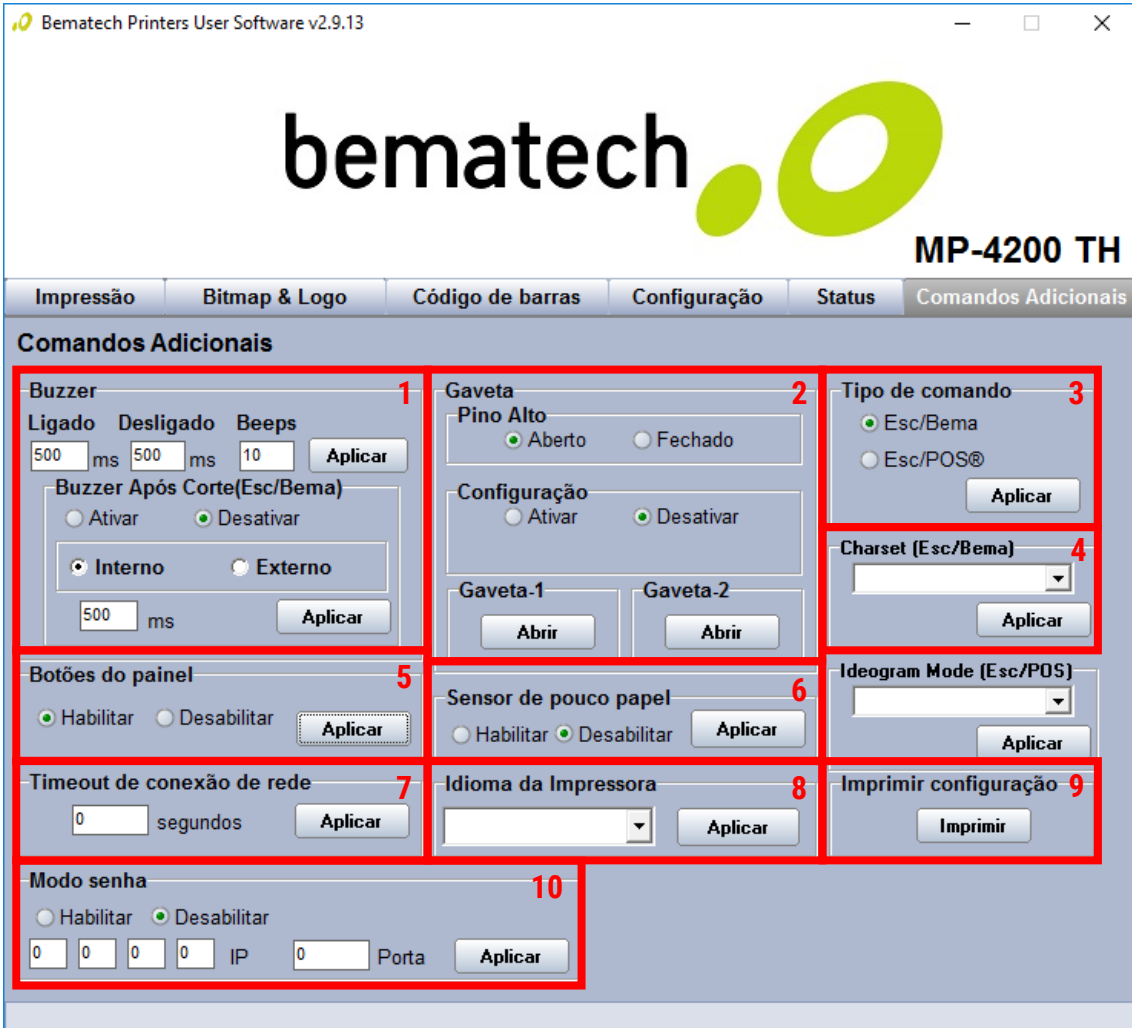 Bematech Printers User Software v2.9.13
bematech
MP-4200 TH
Impressão Bitmap & Logo Código de barras Configuração Status Comandos Adicionais
Comandos Adicionais
Buzzer 1
Ligado Desligado Beeps
500 ms 500 ms 10 Aplicar
Buzzer Após Corte(Esc/Bema)
Ativar Desativar
Interno Externo
500 ms Aplicar
Gaveta 2
Pino Alto
Aberto Fechado
Configuração
Ativar Desativar
Gaveta-1 Gaveta-2
Abrir Abrir
Tipo de comando 3
Esc/Bema
Esc/POS®
Aplicar
Charset (Esc/Bema) 4
Aplicar
Botões do painel 5
Habilitar Desabilitar Aplicar
Sensor de pouco papel 6
Habilitar Desabilitar Aplicar
Ideogram Mode (Esc/POS)
Aplicar
Timeout de conexão de rede 7
0 segundos Aplicar
Idioma da Impressora 8
Aplicar
Imprimir configuração 9
Imprimir
Modo senha 10
Habilitar Desabilitar
0 0 0 0 IP 0 Porta Aplicar